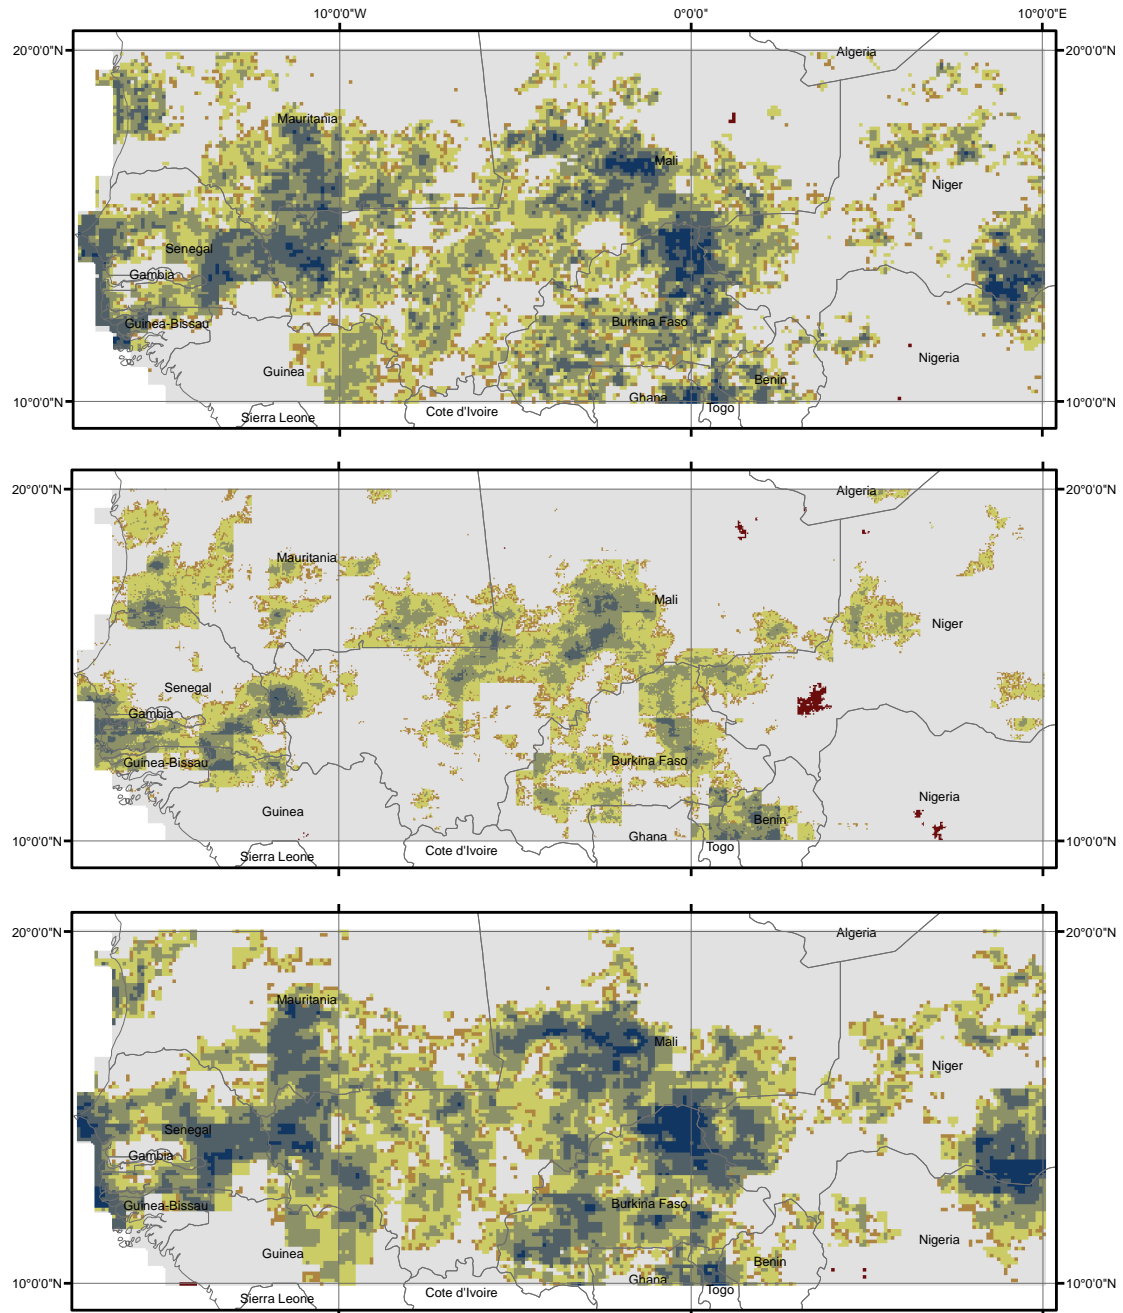 10°0'0"W 0°0'0" 10°0'0"E
20°0'0"N Algeria 20°0'0"N
Mauritania
Mali
Niger
Senegal
Gambia
Guinea-Bissau Burkina Faso
Nigeria
Guinea
Benin
10°0'0"N Ghana 10°0'0"N
Sierra Leone Cote d'Ivoire Togo
20°0'0"N Algeria 20°0'0"N
Mauritania
Mali
Niger
Senegal
Gambia
Guinea-Bissau Burkina Faso
Nigeria
Guinea
Benin
10°0'0"N Ghana 10°0'0"N
Sierra Leone Cote d'Ivoire Togo
20°0'0"N Algeria 20°0'0"N
Mauritania
Mali
Niger
Senegal
Gambia
Guinea-Bissau Burkina Faso
Nigeria
Guinea
Benin
10°0'0"N Ghana 10°0'0"N
Sierra Leone Cote d'Ivoire Togo